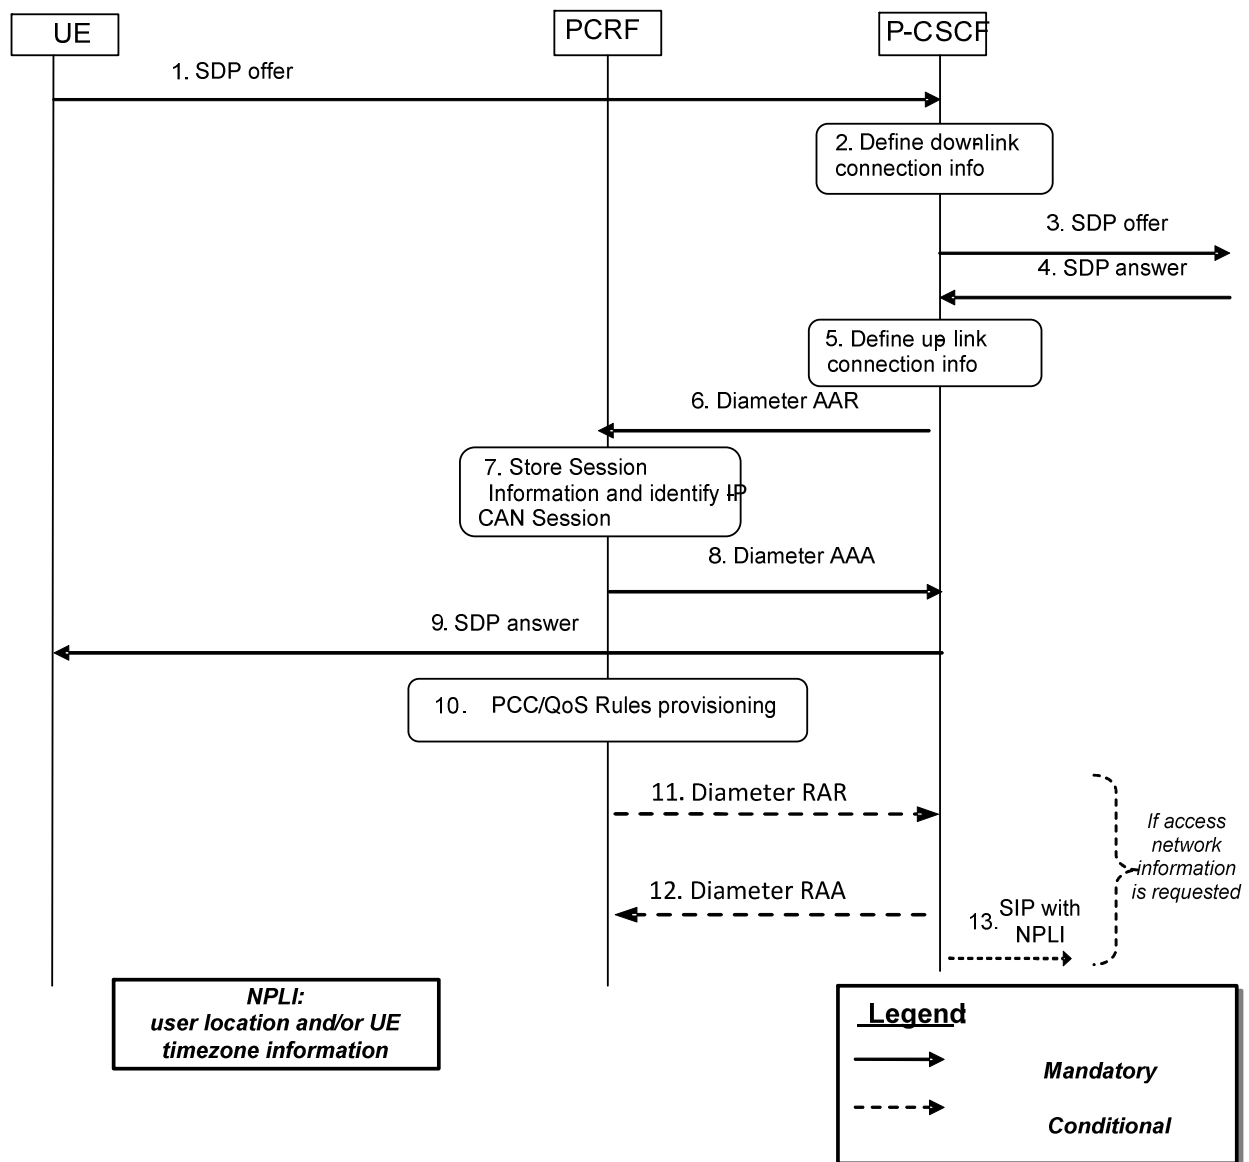 UE
PCRF
P-CSCF
1. SDP offer
2. Define downlink
connection info
3. SDP offer
4. SDP answer
5. Define up link
connection info
6. Diameter AAR
7. Store Session
Information and identify IP
CAN Session
8. Diameter AAA
9. SDP answer
10. PCC/QoS Rules provisioning
11. Diameter RAR
If access
network
information
is requested
12. Diameter RAA
13. SIP with
NPLI
NPLI:
user location and/or UE
timezone information
Legend:
Mandatory
Conditional